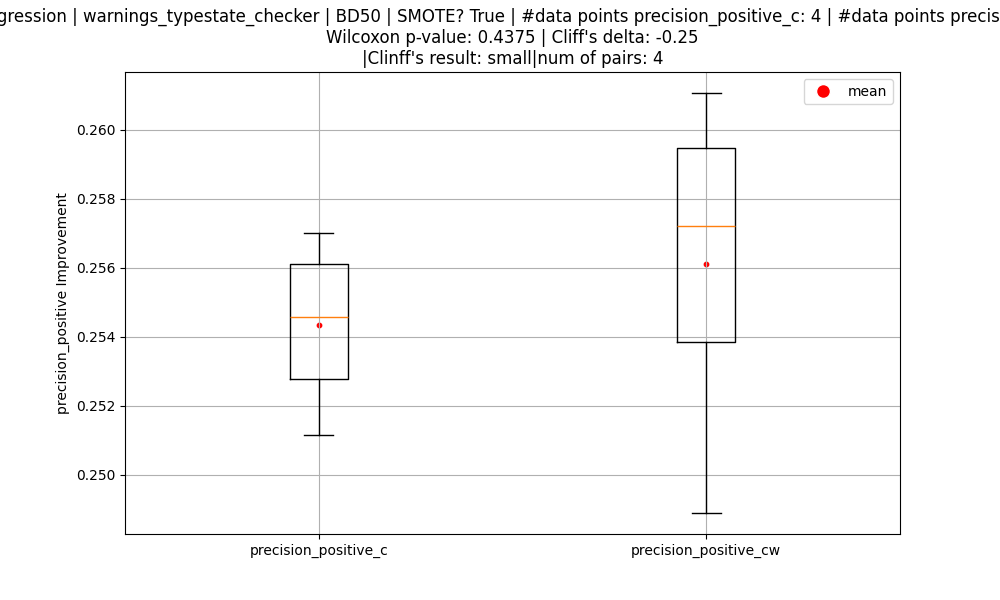 gression | warnings_typestate_checker | BD50 | SMOTE? True | #data points precision_positive_c: 4 | #data points precis
Wilcoxon p-value: 0.4375 | Cliff's delta: -0.25
|Clinff's result: small|num of pairs: 4
mean
0.260
0.258
0.256
0.254
0.252
0.250
precision_positive Improvement
precision_positive_c
precision_positive_cw